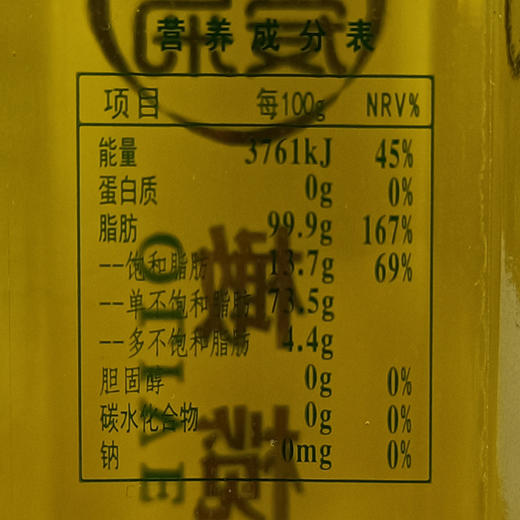 营养成分表
项目 每100g NRV%
能量 3761kJ 45%
蛋白质 0g 0%
脂肪 99.9g 167%
--饱和脂肪 13.7g 69%
--单不饱和脂肪 73.5g
--多不饱和脂肪 4.4g
胆固醇 0g 0%
碳水化合物 0g 0%
钠 0mg 0%